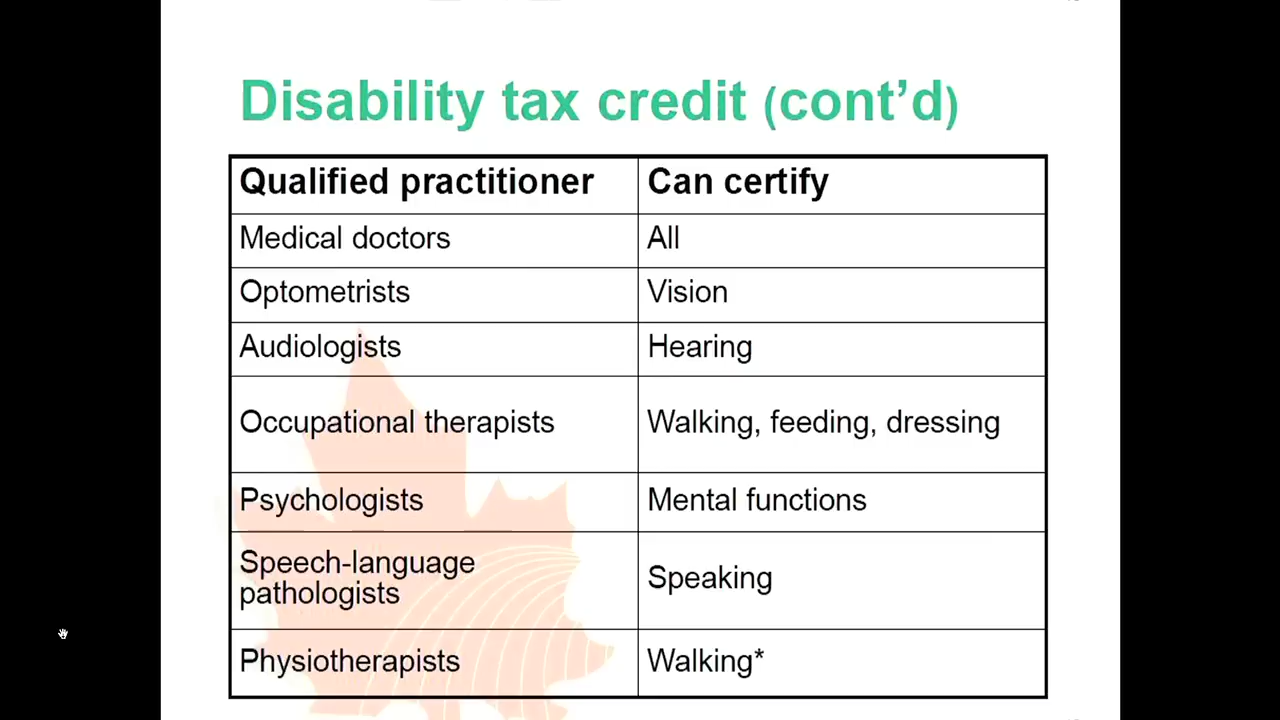 Disability tax credit (cont’d)
Qualified practitioner Can certify
Medical doctors All
Optometrists Vision
Audiologists Hearing
Occupational therapists Walking, feeding, dressing
Psychologists Mental functions
Speech-language
pathologists
Speaking
Physiotherapists Walking*